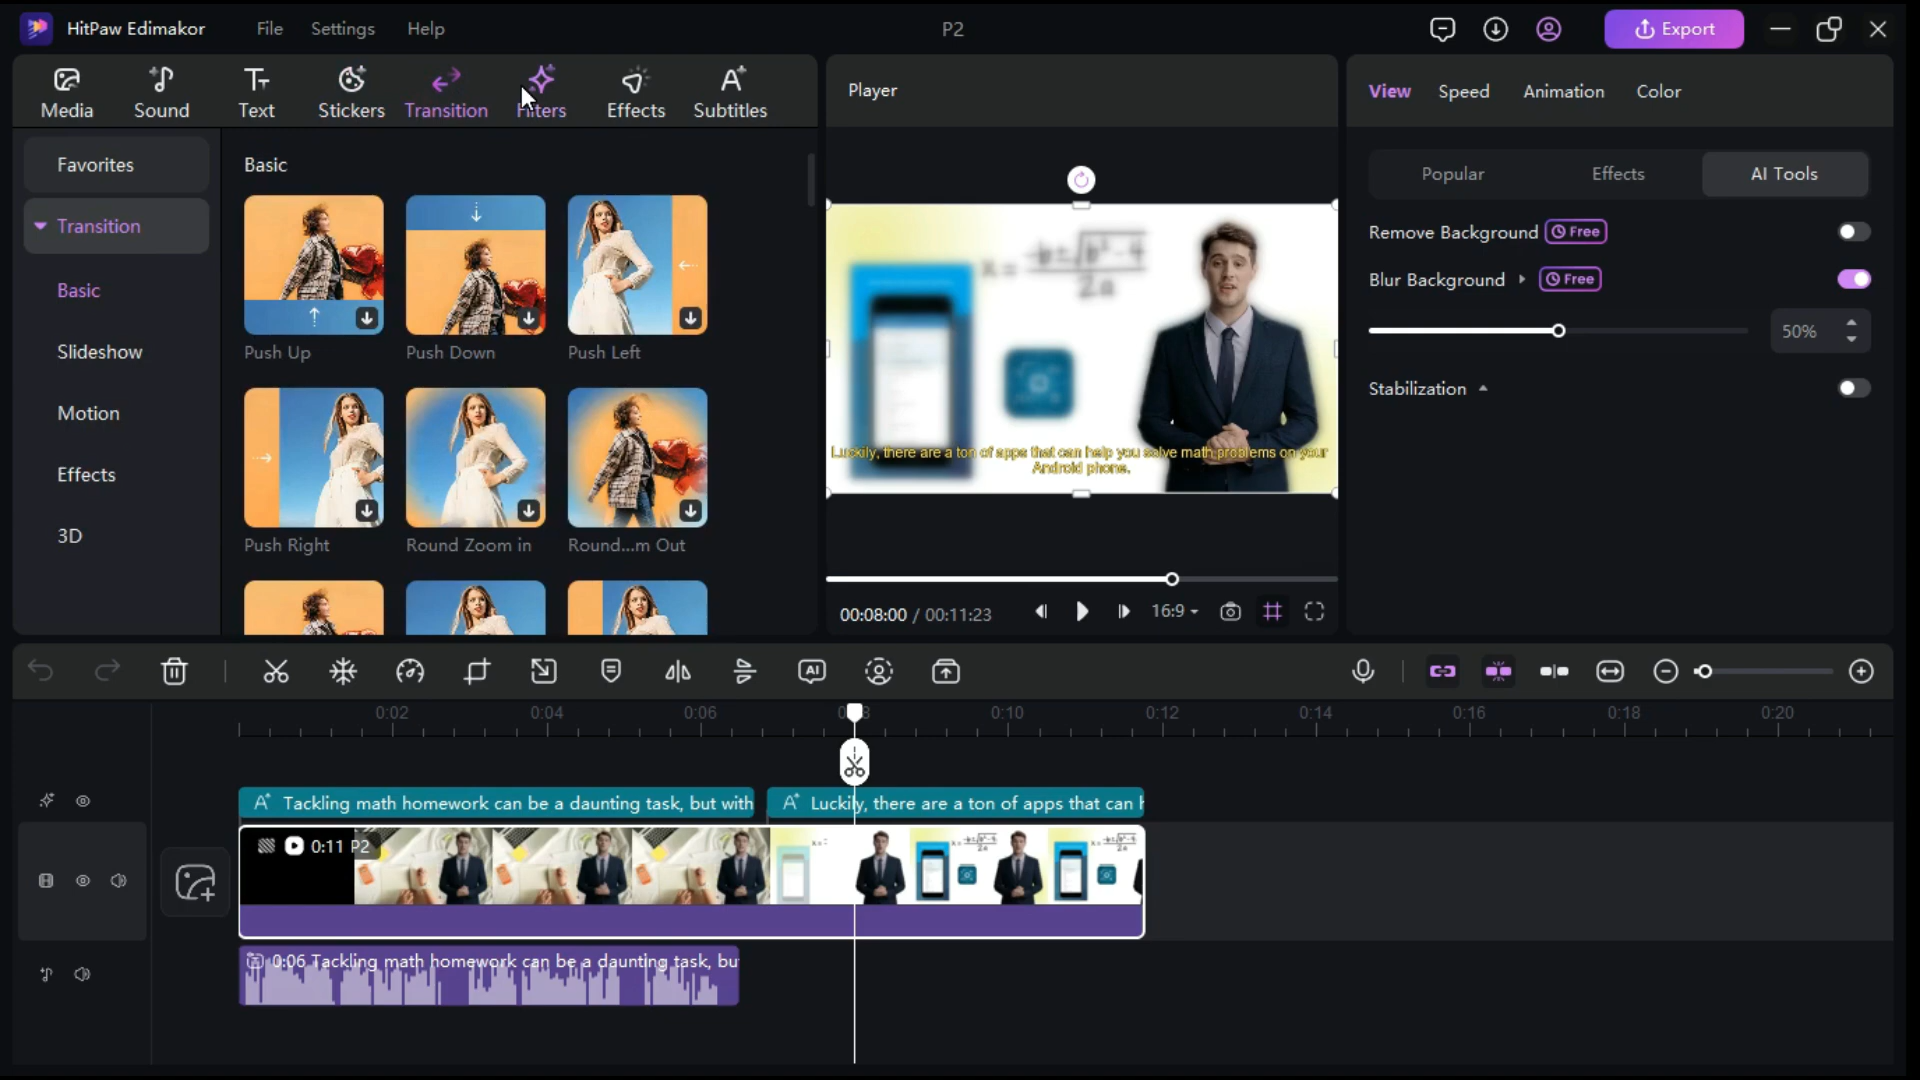 HitPaw Edimakor
File
Settings
Help
P2
Export
Media
Sound
Text
Stickers
Transition
Filters
Effects
Subtitles
Favorites
Transition
Basic
Slideshow
Motion
Effects
3D
Basic
Push Up
Push Down
Push Left
Push Right
Round Zoom in
Round...m Out
Player
x = -b±√b²-4
2a
Luckily, there are a ton of apps that can help you solve math problems on your
Android phone.
00:08:00 / 00:11:23
16:9
View
Speed
Animation
Color
Popular
Effects
AI Tools
Remove Background
Free
Blur Background
Free
50%
Stabilization
AI
0:02
0:04
0:06
0:10
0:12
0:14
0:16
0:18
0:20
Tackling math homework can be a daunting task, but with
Luckily, there are a ton of apps that can h
0:11 P2
0:06 Tackling math homework can be a daunting task, bu